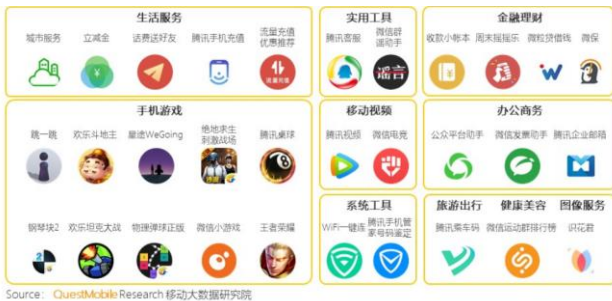 生活服务
城市服务 立减金 话费送好友 腾讯手机充值 流量充值
优惠推荐
流量充值
实用工具
腾讯客服 微信辟
谣助手
谣言
金融理财
收款小帐本 周末摇摇乐 微粒贷借钱 微保
手机游戏
跳一跳 欢乐斗地主 星途WeGoing 绝地求生
刺激战场 腾讯桌球
钢琴块2 欢乐坦克大战 物理弹球正版 微信小游戏 王者荣耀
移动视频
腾讯视频 微信电竞
办公商务
公众平台助手 微信发票助手 腾讯企业邮箱
系统工具
WiFi一键连 腾讯手机管
家号码鉴定
旅游出行 健康美容 图像服务
腾讯乘车码 微信运动群排行榜 识花君
Source: QuestMobile Research 移动大数据研究院